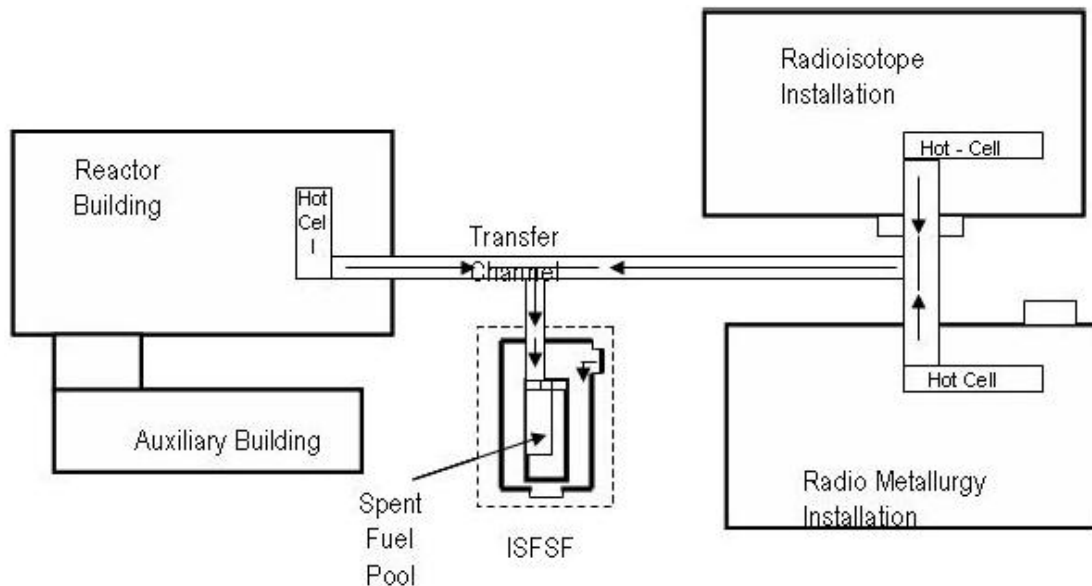 Radioisotope
Installation
Hot - Cell
Reactor
Building
Hot
Cel
l
Transfer
Channel
Hot Cell
Auxiliary Building
Spent
Fuel
Pool
ISFSF
Radio Metallurgy
Installation